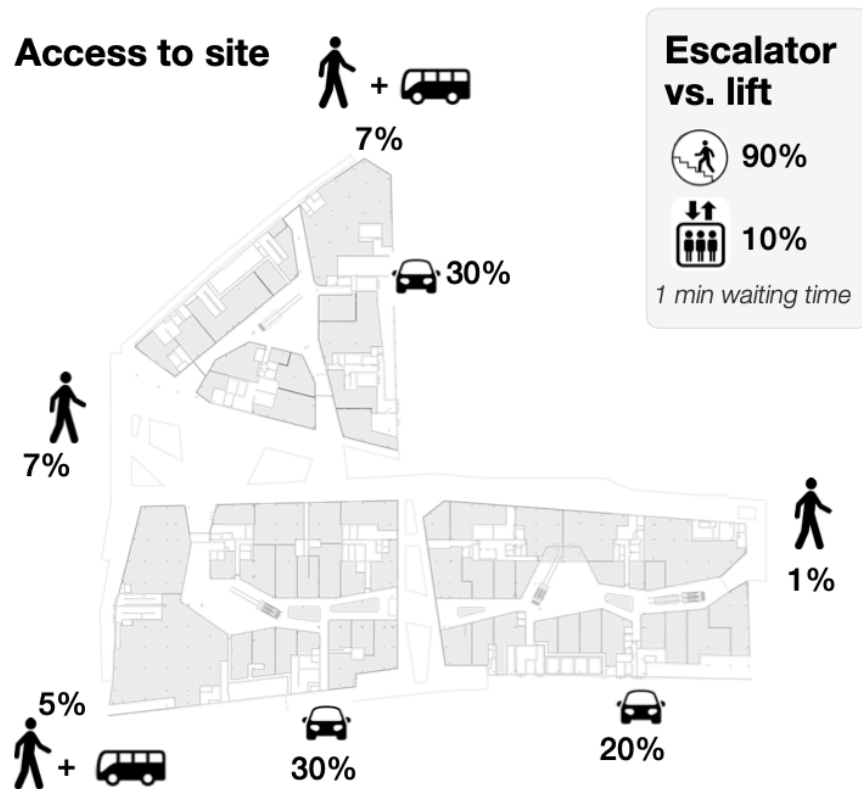 Access to site
+
7%
Escalator
vs. lift
90%
10%
1 min waiting time
30%
7%
1%
5%
+
30%
20%